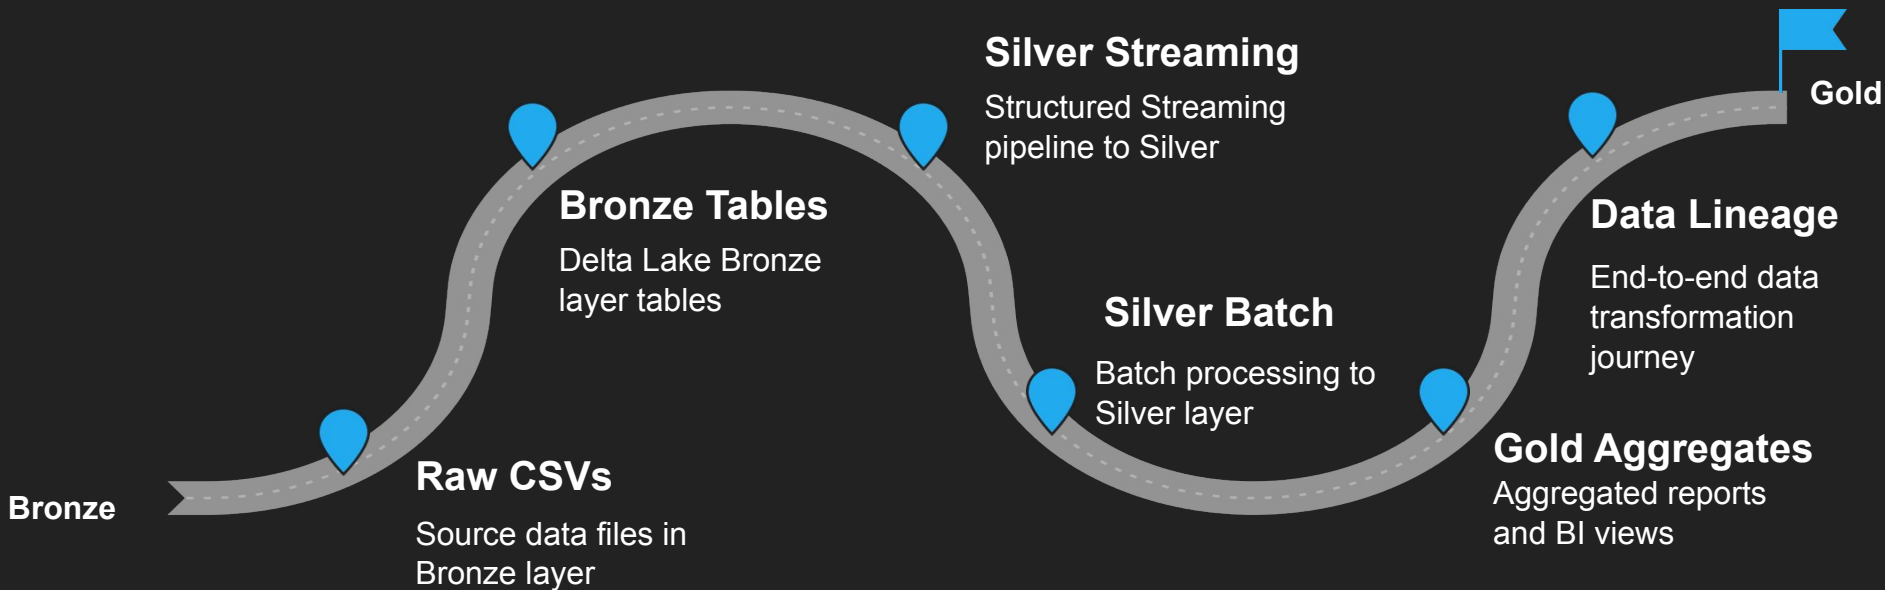 Bronze
Raw CSVs
Source data files in
Bronze layer
Bronze Tables
Delta Lake Bronze
layer tables
Silver Streaming
Structured Streaming
pipeline to Silver
Silver Batch
Batch processing to
Silver layer
Gold Aggregates
Aggregated reports
and BI views
Data Lineage
End-to-end data
transformation
journey
Gold